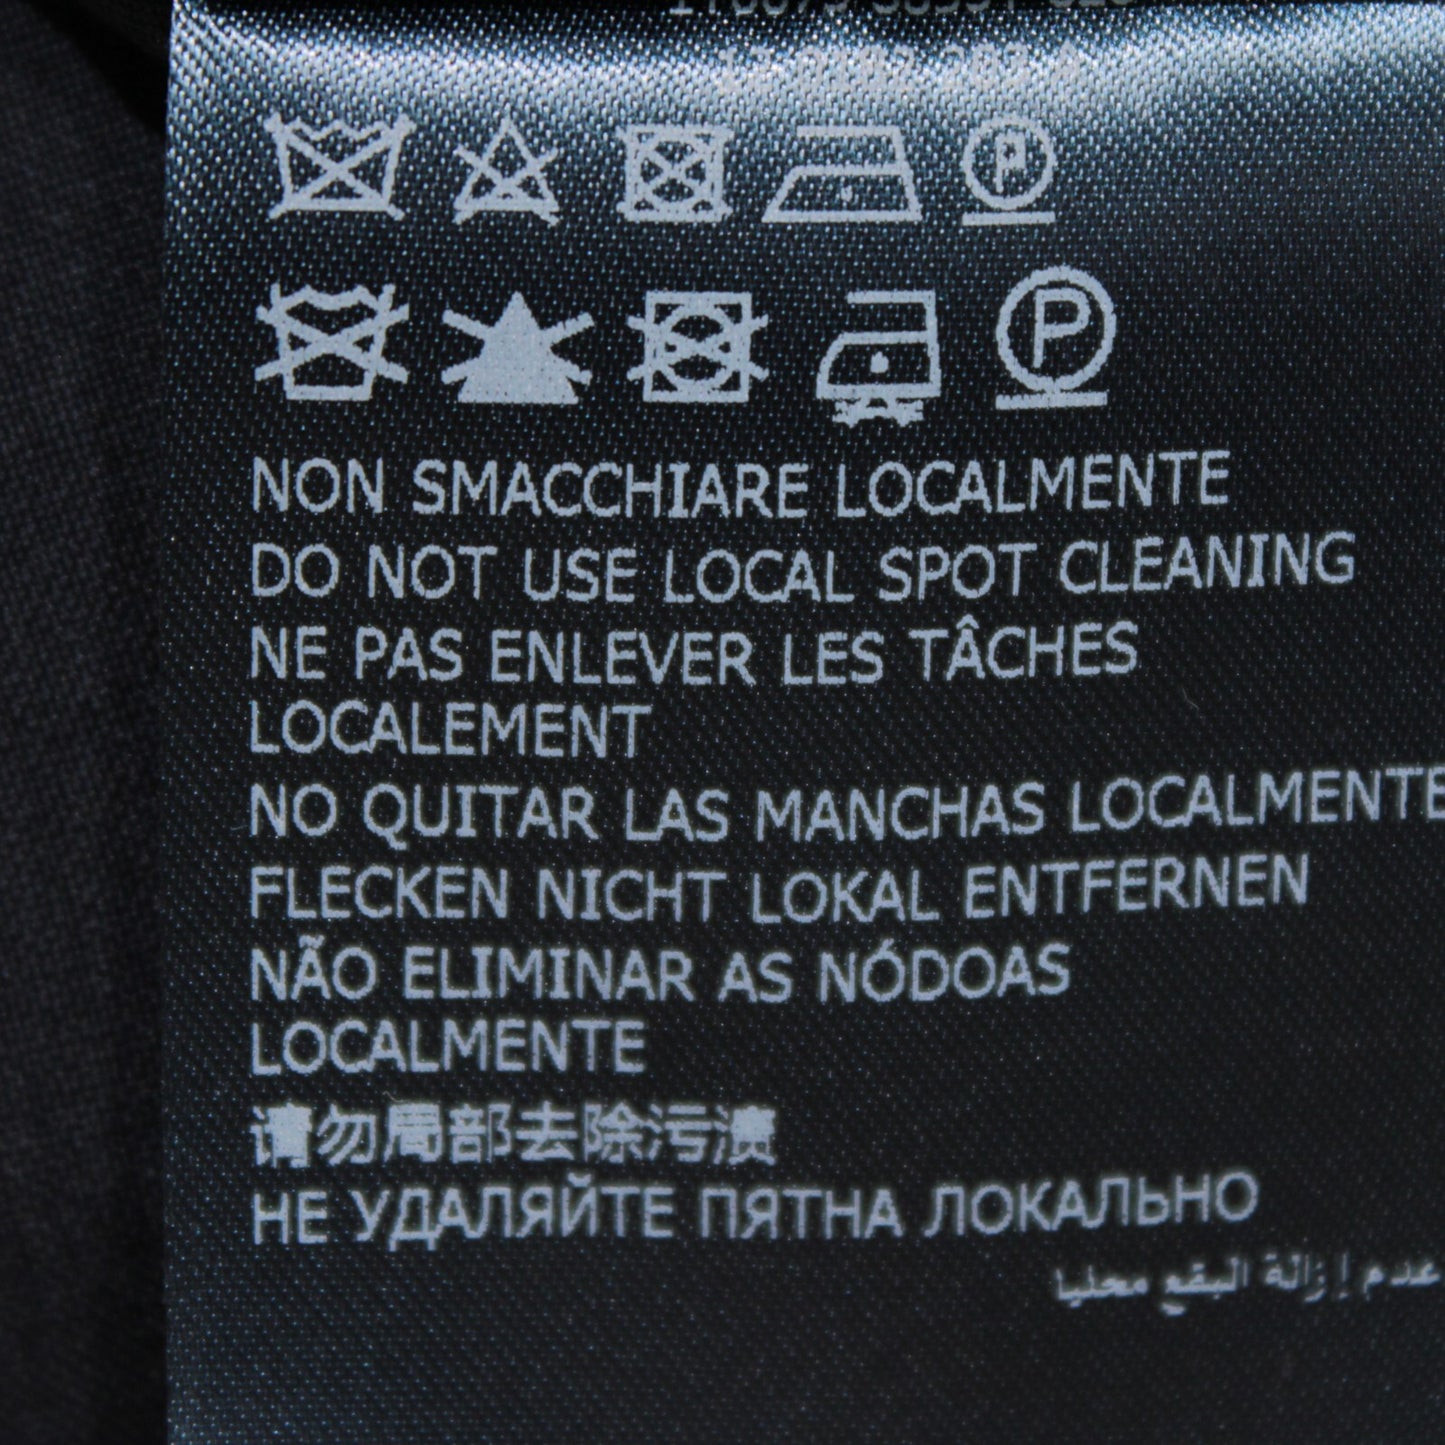 P
P
NON SMACCHIARE LOCALMENTE
DO NOT USE LOCAL SPOT CLEANING
NE PAS ENLEVER LES TÂCHES
LOCALEMENT
NO QUITAR LAS MANCHAS LOCALMENTE
FLECKEN NICHT LOKAL ENTFERNEN
NÃO ELIMINAR AS NÓDOAS
LOCALMENTE
请勿局部去除污渍
НЕ УДАЛЯЙТЕ ПЯТНА ЛОКАЛЬНО
عدم إزالة البقع محليا